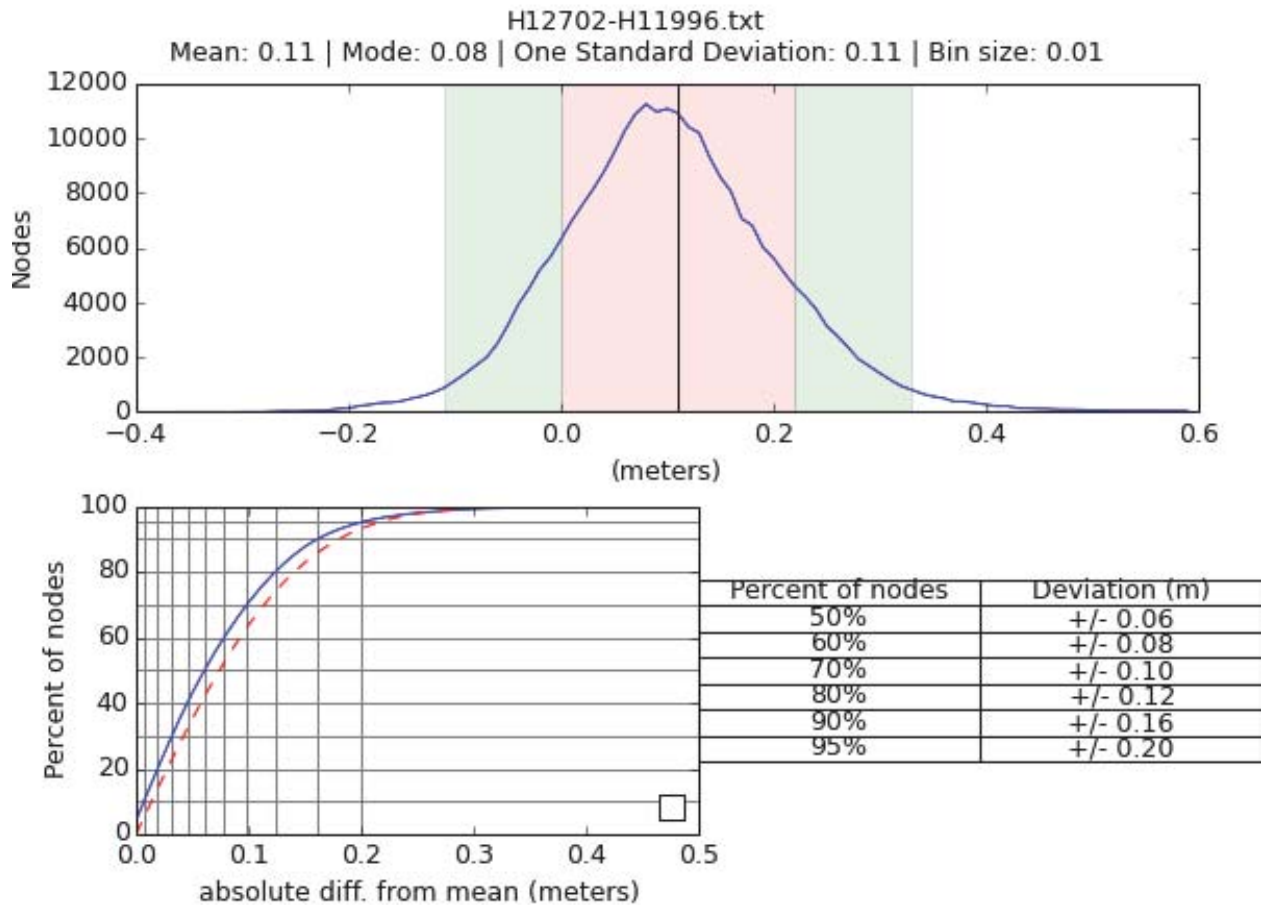 H12702-H11996.txt
Mean: 0.11 | Mode: 0.08 | One Standard Deviation: 0.11 | Bin size: 0.01
12000
10000
8000
6000
4000
2000
0
Nodes
−0.4 −0.2 0.0 0.2 0.4 0.6
(meters)
100
80
60
40
20
0
Percent of nodes
0.0 0.1 0.2 0.3 0.4 0.5
absolute diff. from mean (meters)
Percent of nodes Deviation (m)
50% +/- 0.06
60% +/- 0.08
70% +/- 0.10
80% +/- 0.12
90% +/- 0.16
95% +/- 0.20